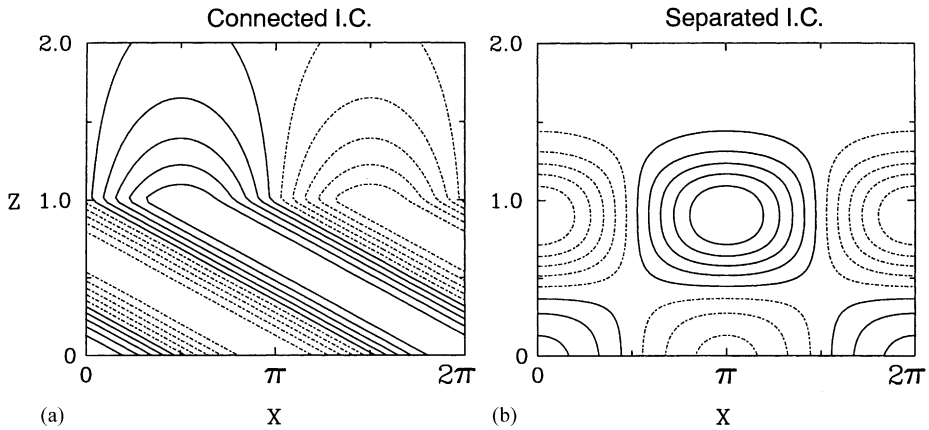 Connected I.C.
Separated I.C.
2.0
2.0
Z
1.0
1.0
0
0
0
π
2π
0
π
2π
(a)
X
(b)
X